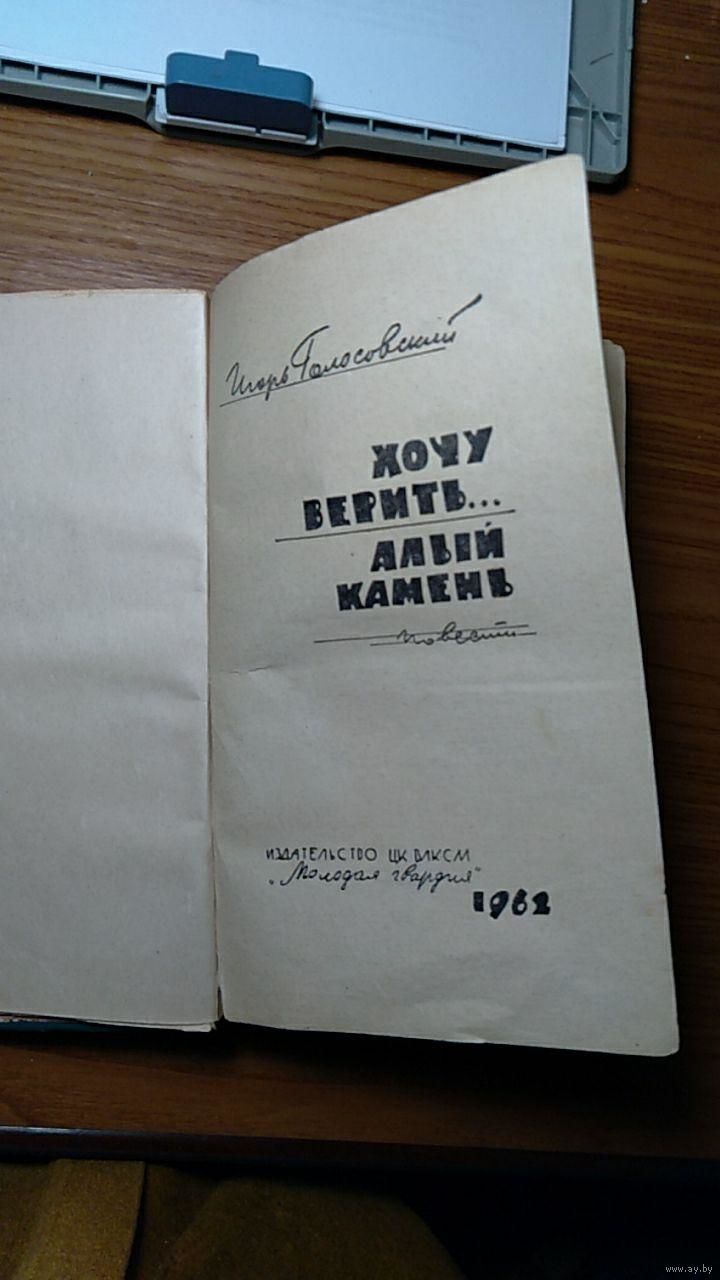 Игорь Голосовский
ХОЧУ
ВЕРИТЬ...
АЛЫЙ
КАМЕНЬ
повести
ИЗДАТЕЛЬСТВО ЦК ВЛКСМ
„Молодая гвардия"
1962
www.ay.by